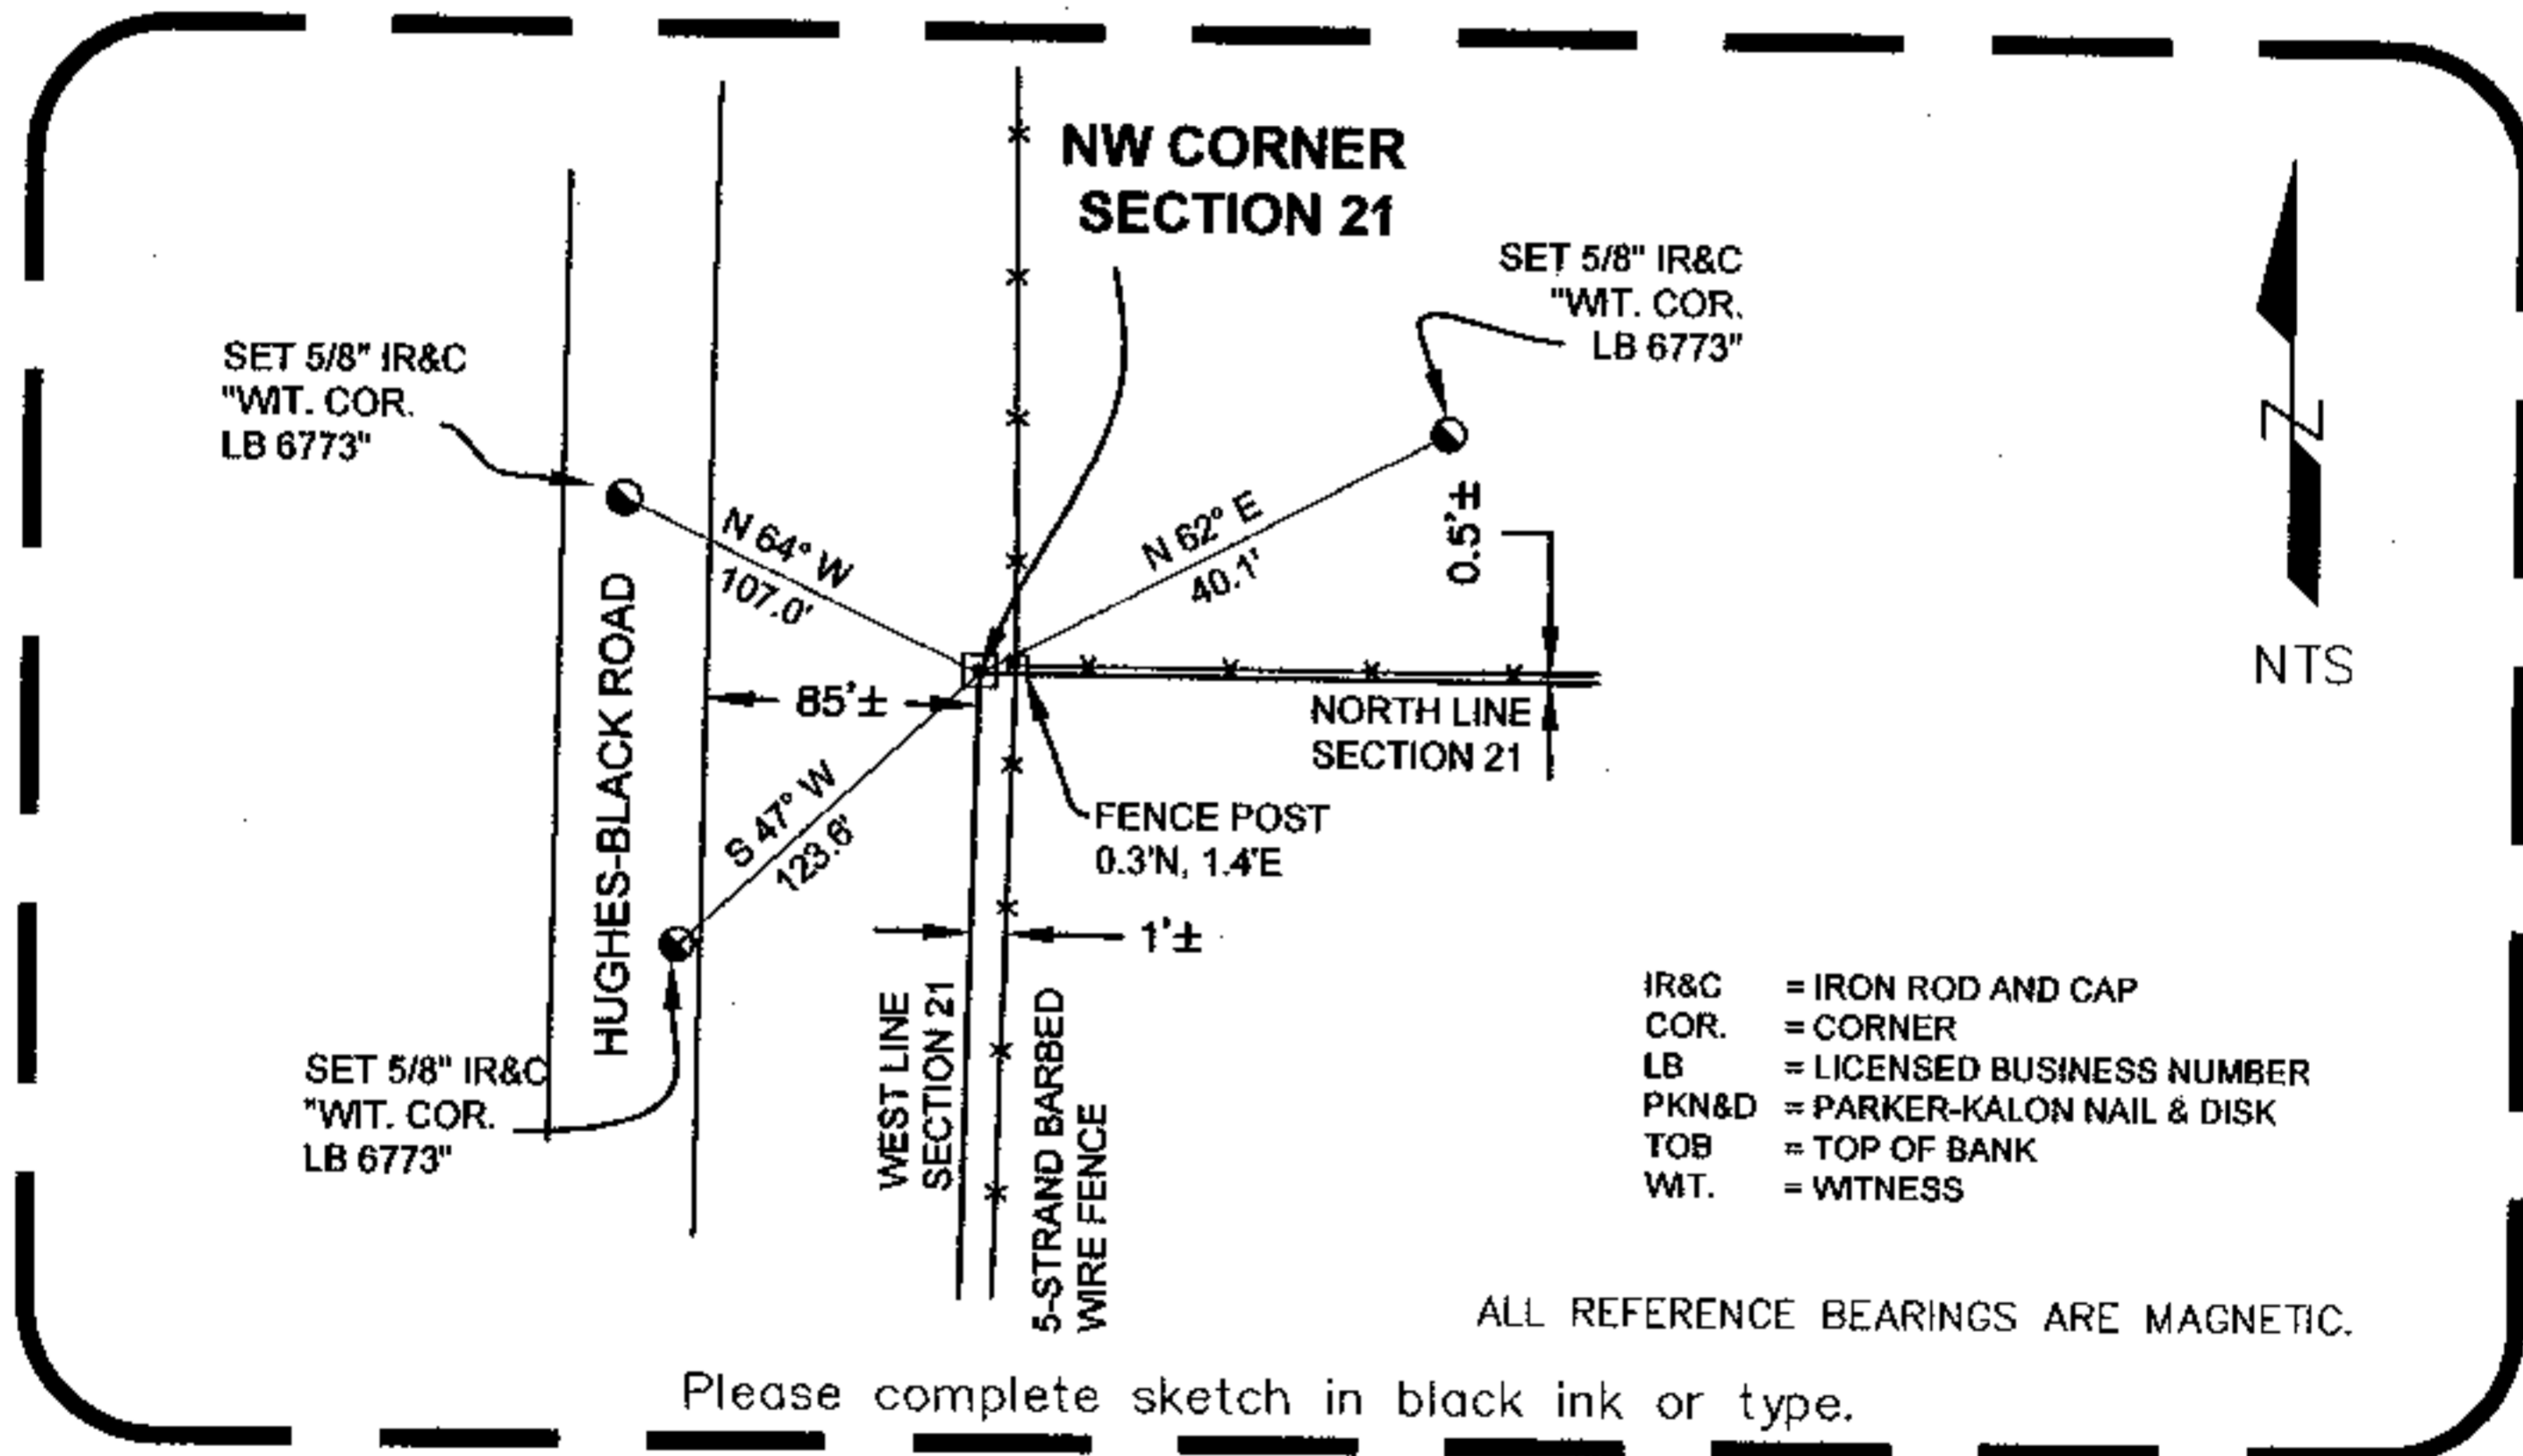 NW CORNER
SECTION 21
SET 5/8" IR&C
"WIT. COR.
LB 6773"
SET 5/8" IR&C
"WIT. COR.
LB 6773"
N 64° W
107.0'
N 62° E
40.1'
0.5'±
N
NTS
HUGHES-BLACK ROAD
85'±
NORTH LINE
SECTION 21
S 47° W
123.6'
FENCE POST
0.3'N, 1.4'E
1'±
WEST LINE
SECTION 21
5-STRAND BARBED
WIRE FENCE
SET 5/8" IR&C
"WIT. COR.
LB 6773"
IR&C = IRON ROD AND CAP
COR. = CORNER
LB = LICENSED BUSINESS NUMBER
PKN&D = PARKER-KALON NAIL & DISK
TOB = TOP OF BANK
WIT. = WITNESS
ALL REFERENCE BEARINGS ARE MAGNETIC.
Please complete sketch in black ink or type.